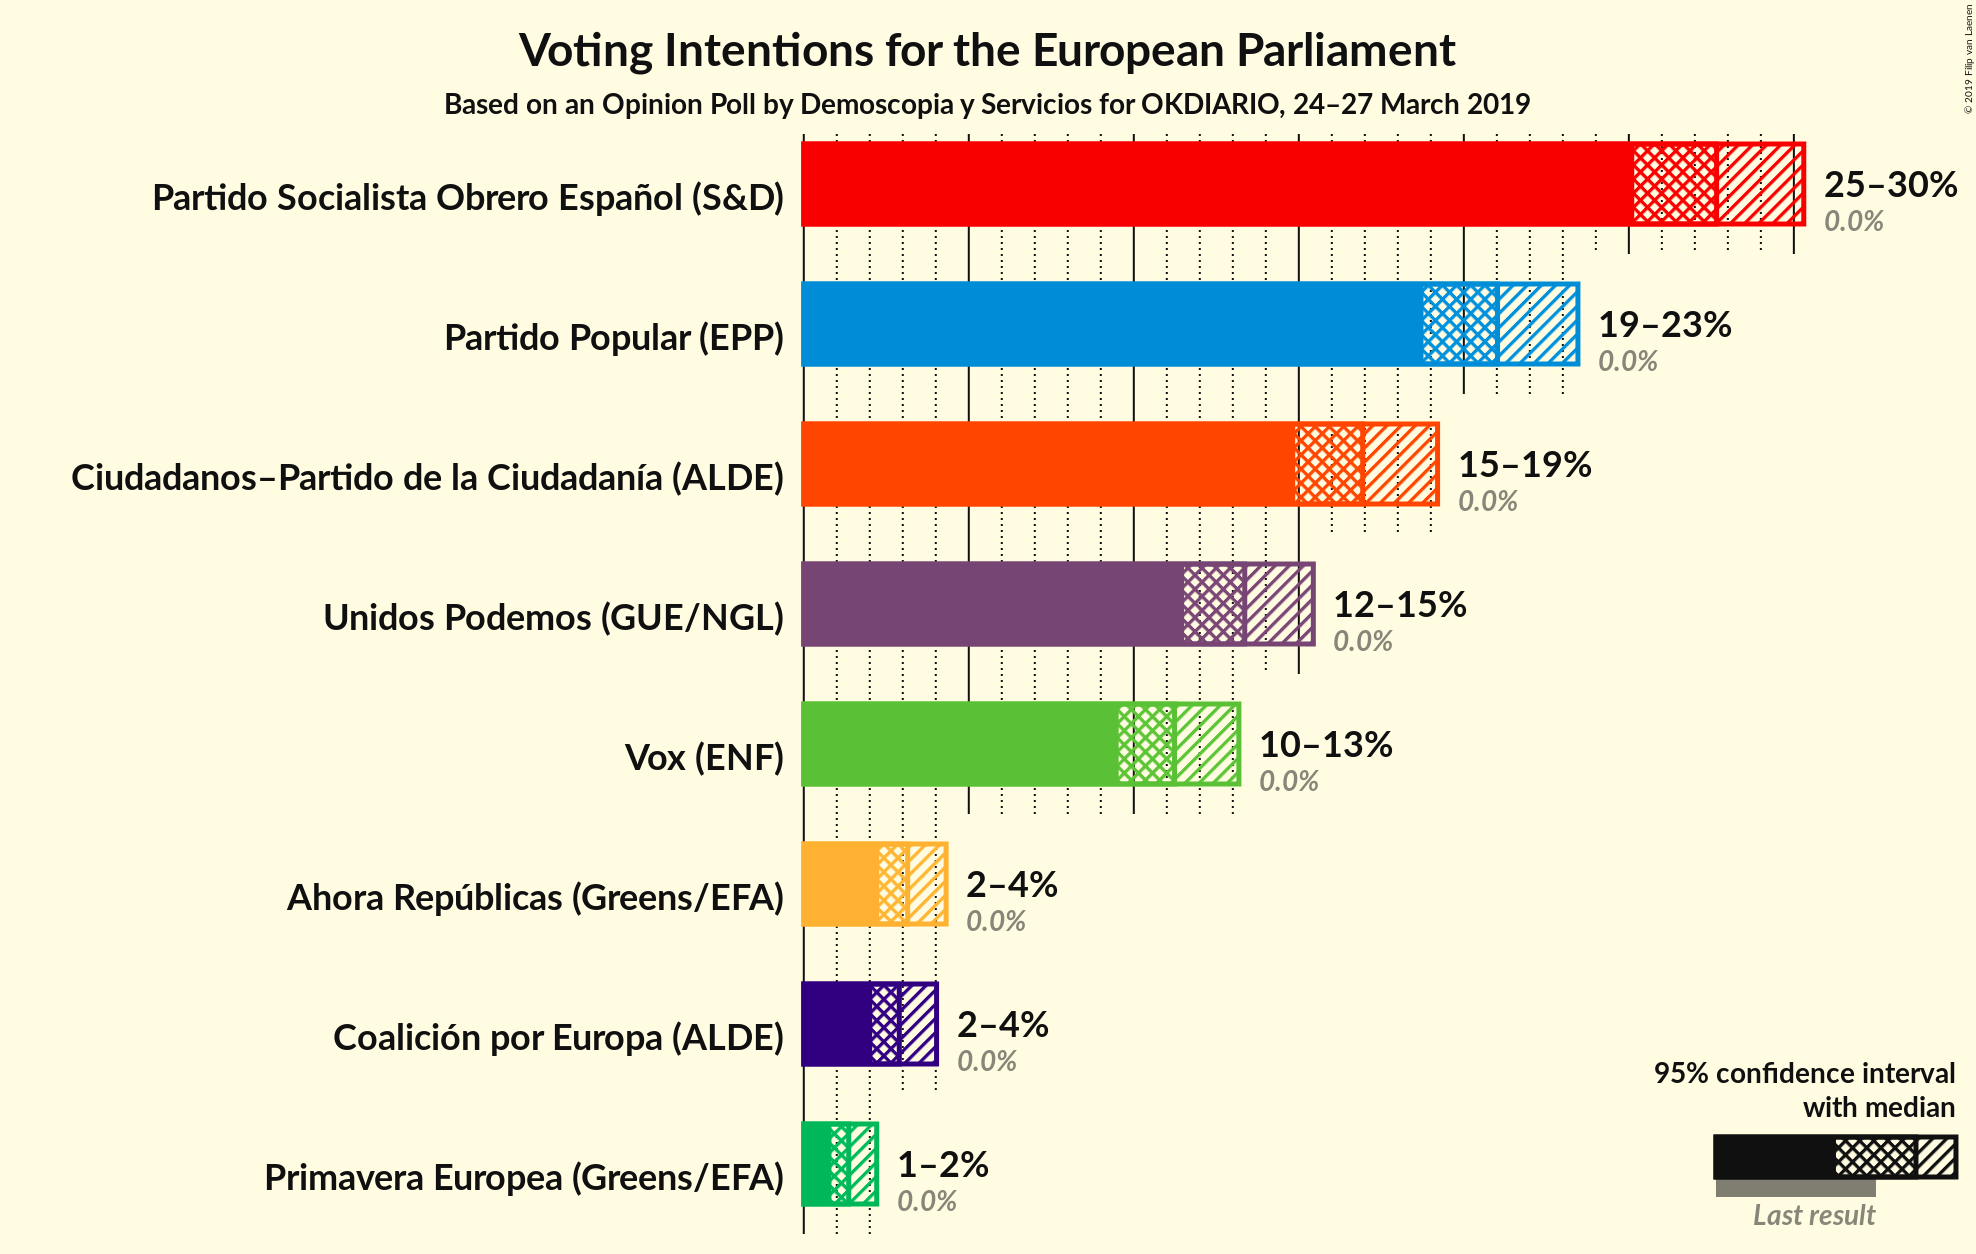 Voting Intentions for the European Parliament
Based on an Opinion Poll by Demoscopia y Servicios for OKDIARIO, 24–27 March 2019
© 2019 Filip van Laenen
Partido Socialista Obrero Español (S&D)
25–30%
0.0%
Partido Popular (EPP)
19–23%
0.0%
Ciudadanos–Partido de la Ciudadanía (ALDE)
15–19%
0.0%
Unidos Podemos (GUE/NGL)
12–15%
0.0%
Vox (ENF)
10–13%
0.0%
Ahora Repúblicas (Greens/EFA)
2–4%
0.0%
Coalición por Europa (ALDE)
2–4%
0.0%
Primavera Europea (Greens/EFA)
1–2%
0.0%
95% confidence interval
with median
Last result